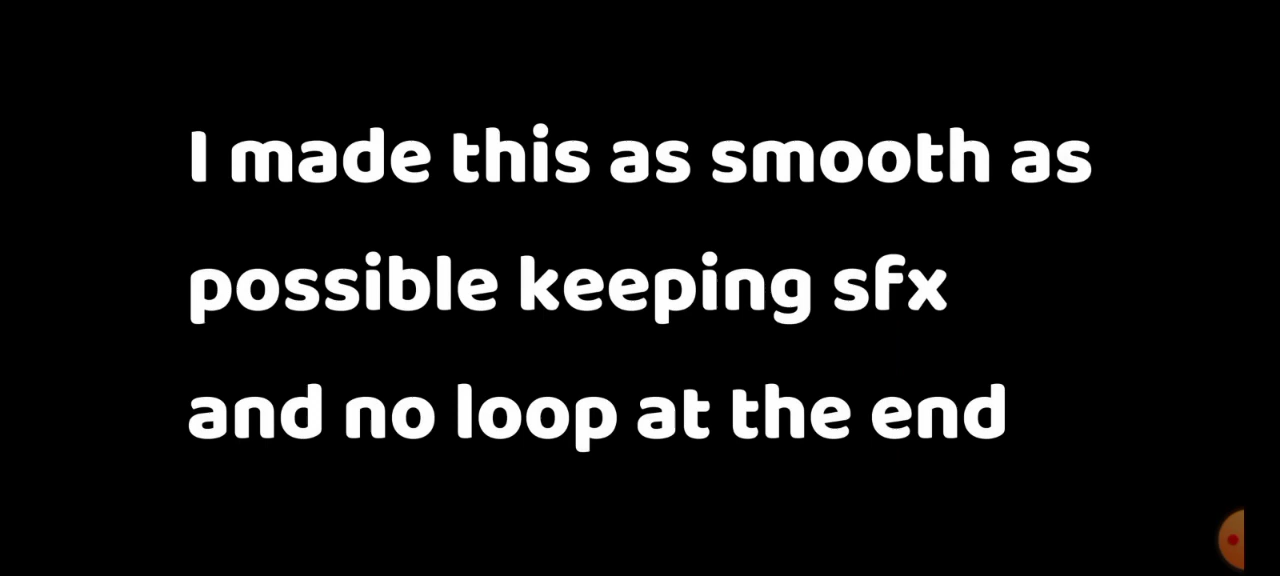 I made this as smooth as
possible keeping sfx
and no loop at the end